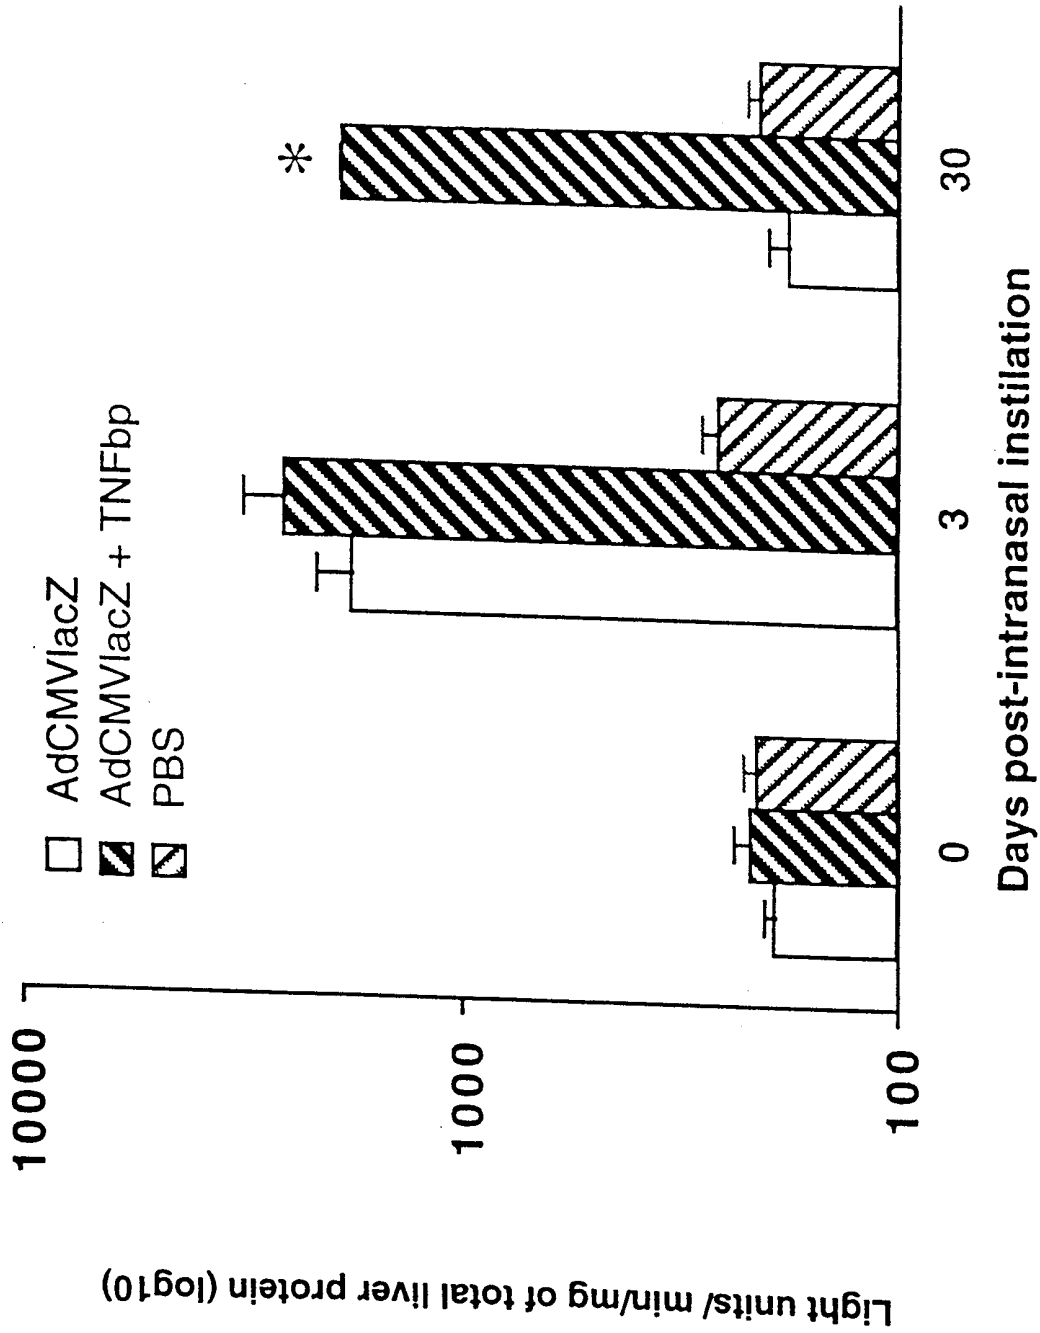 AdCMVlacZ
AdCMVlacZ + TNFbp
PBS
10000
1000
100
Light units/ min/mg of total liver protein (log10)
*
0
3
30
Days post-intranasal instilation